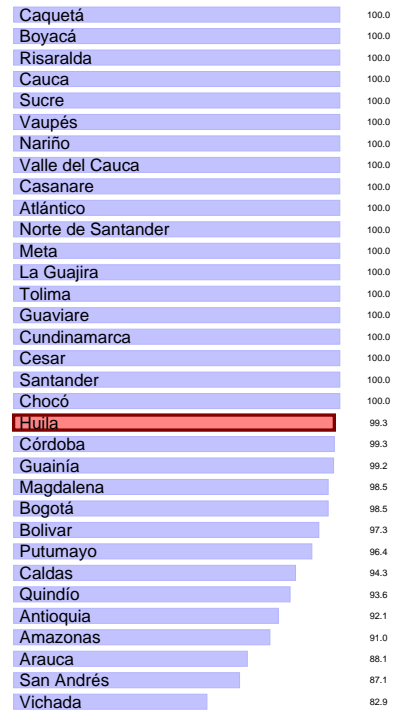 Caquetá 100.0
Boyacá 100.0
Risaralda 100.0
Cauca 100.0
Sucre 100.0
Vaupés 100.0
Nariño 100.0
Valle del Cauca 100.0
Casanare 100.0
Atlántico 100.0
Norte de Santander 100.0
Meta 100.0
La Guajira 100.0
Tolima 100.0
Guaviare 100.0
Cundinamarca 100.0
Cesar 100.0
Santander 100.0
Chocó 100.0
Huila 99.3
Córdoba 99.3
Guainía 99.2
Magdalena 98.5
Bogotá 98.5
Bolivar 97.3
Putumayo 96.4
Caldas 94.3
Quindío 93.6
Antioquia 92.1
Amazonas 91.0
Arauca 88.1
San Andrés 87.1
Vichada 82.9